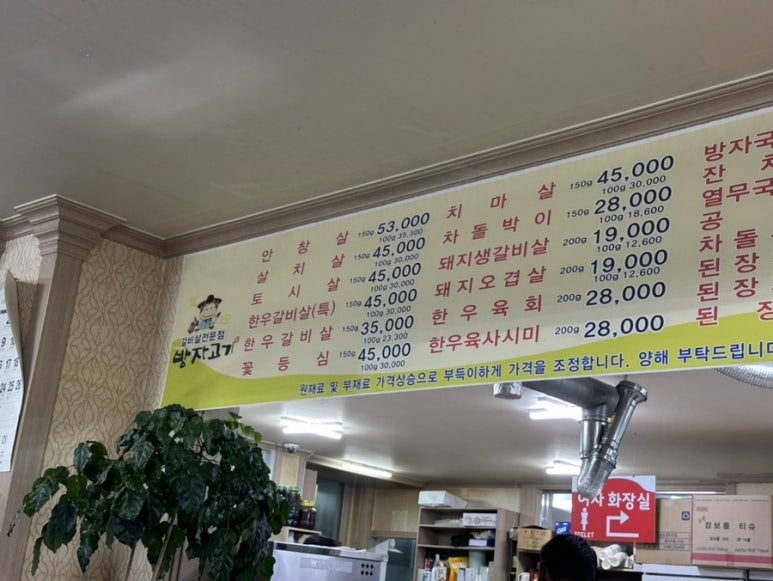 갈비살전문점
방자고기
안창살 150g 53,000
100g 35,300
살치살 150g 45,000
100g 30,000
토시살 150g 45,000
100g 30,000
한우갈비살(특) 150g 45,000
100g 30,000
한우갈비살 150g 35,000
100g 23,300
꽃등심 150g 45,000
100g 30,000
치마살 150g 45,000
100g 30,000
차돌박이 150g 28,000
100g 18,600
돼지생갈비살 200g 19,000
100g 12,600
돼지오겹살 200g 19,000
100g 12,600
한우육회 200g 28,000
한우육사시미 200g 28,000
방자국
잔치
열무국
공
차돌
된장
된장
된
원재료 및 부재료 가격상승으로 부득이하게 가격을 조정합니다. 양해 부탁드립니다
여자 화장실
TOILET
점보롤 티슈